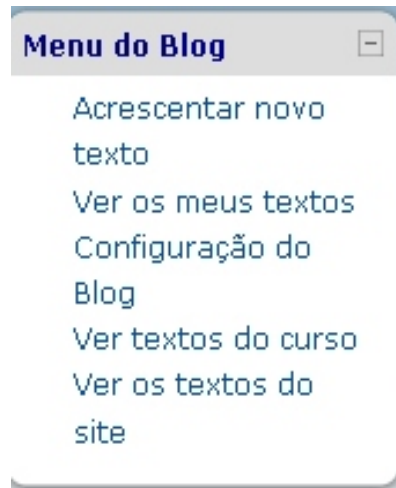 Menu do Blog
Acrescentar novo
texto
Ver os meus textos
Configuração do
Blog
Ver textos do curso
Ver os textos do
site